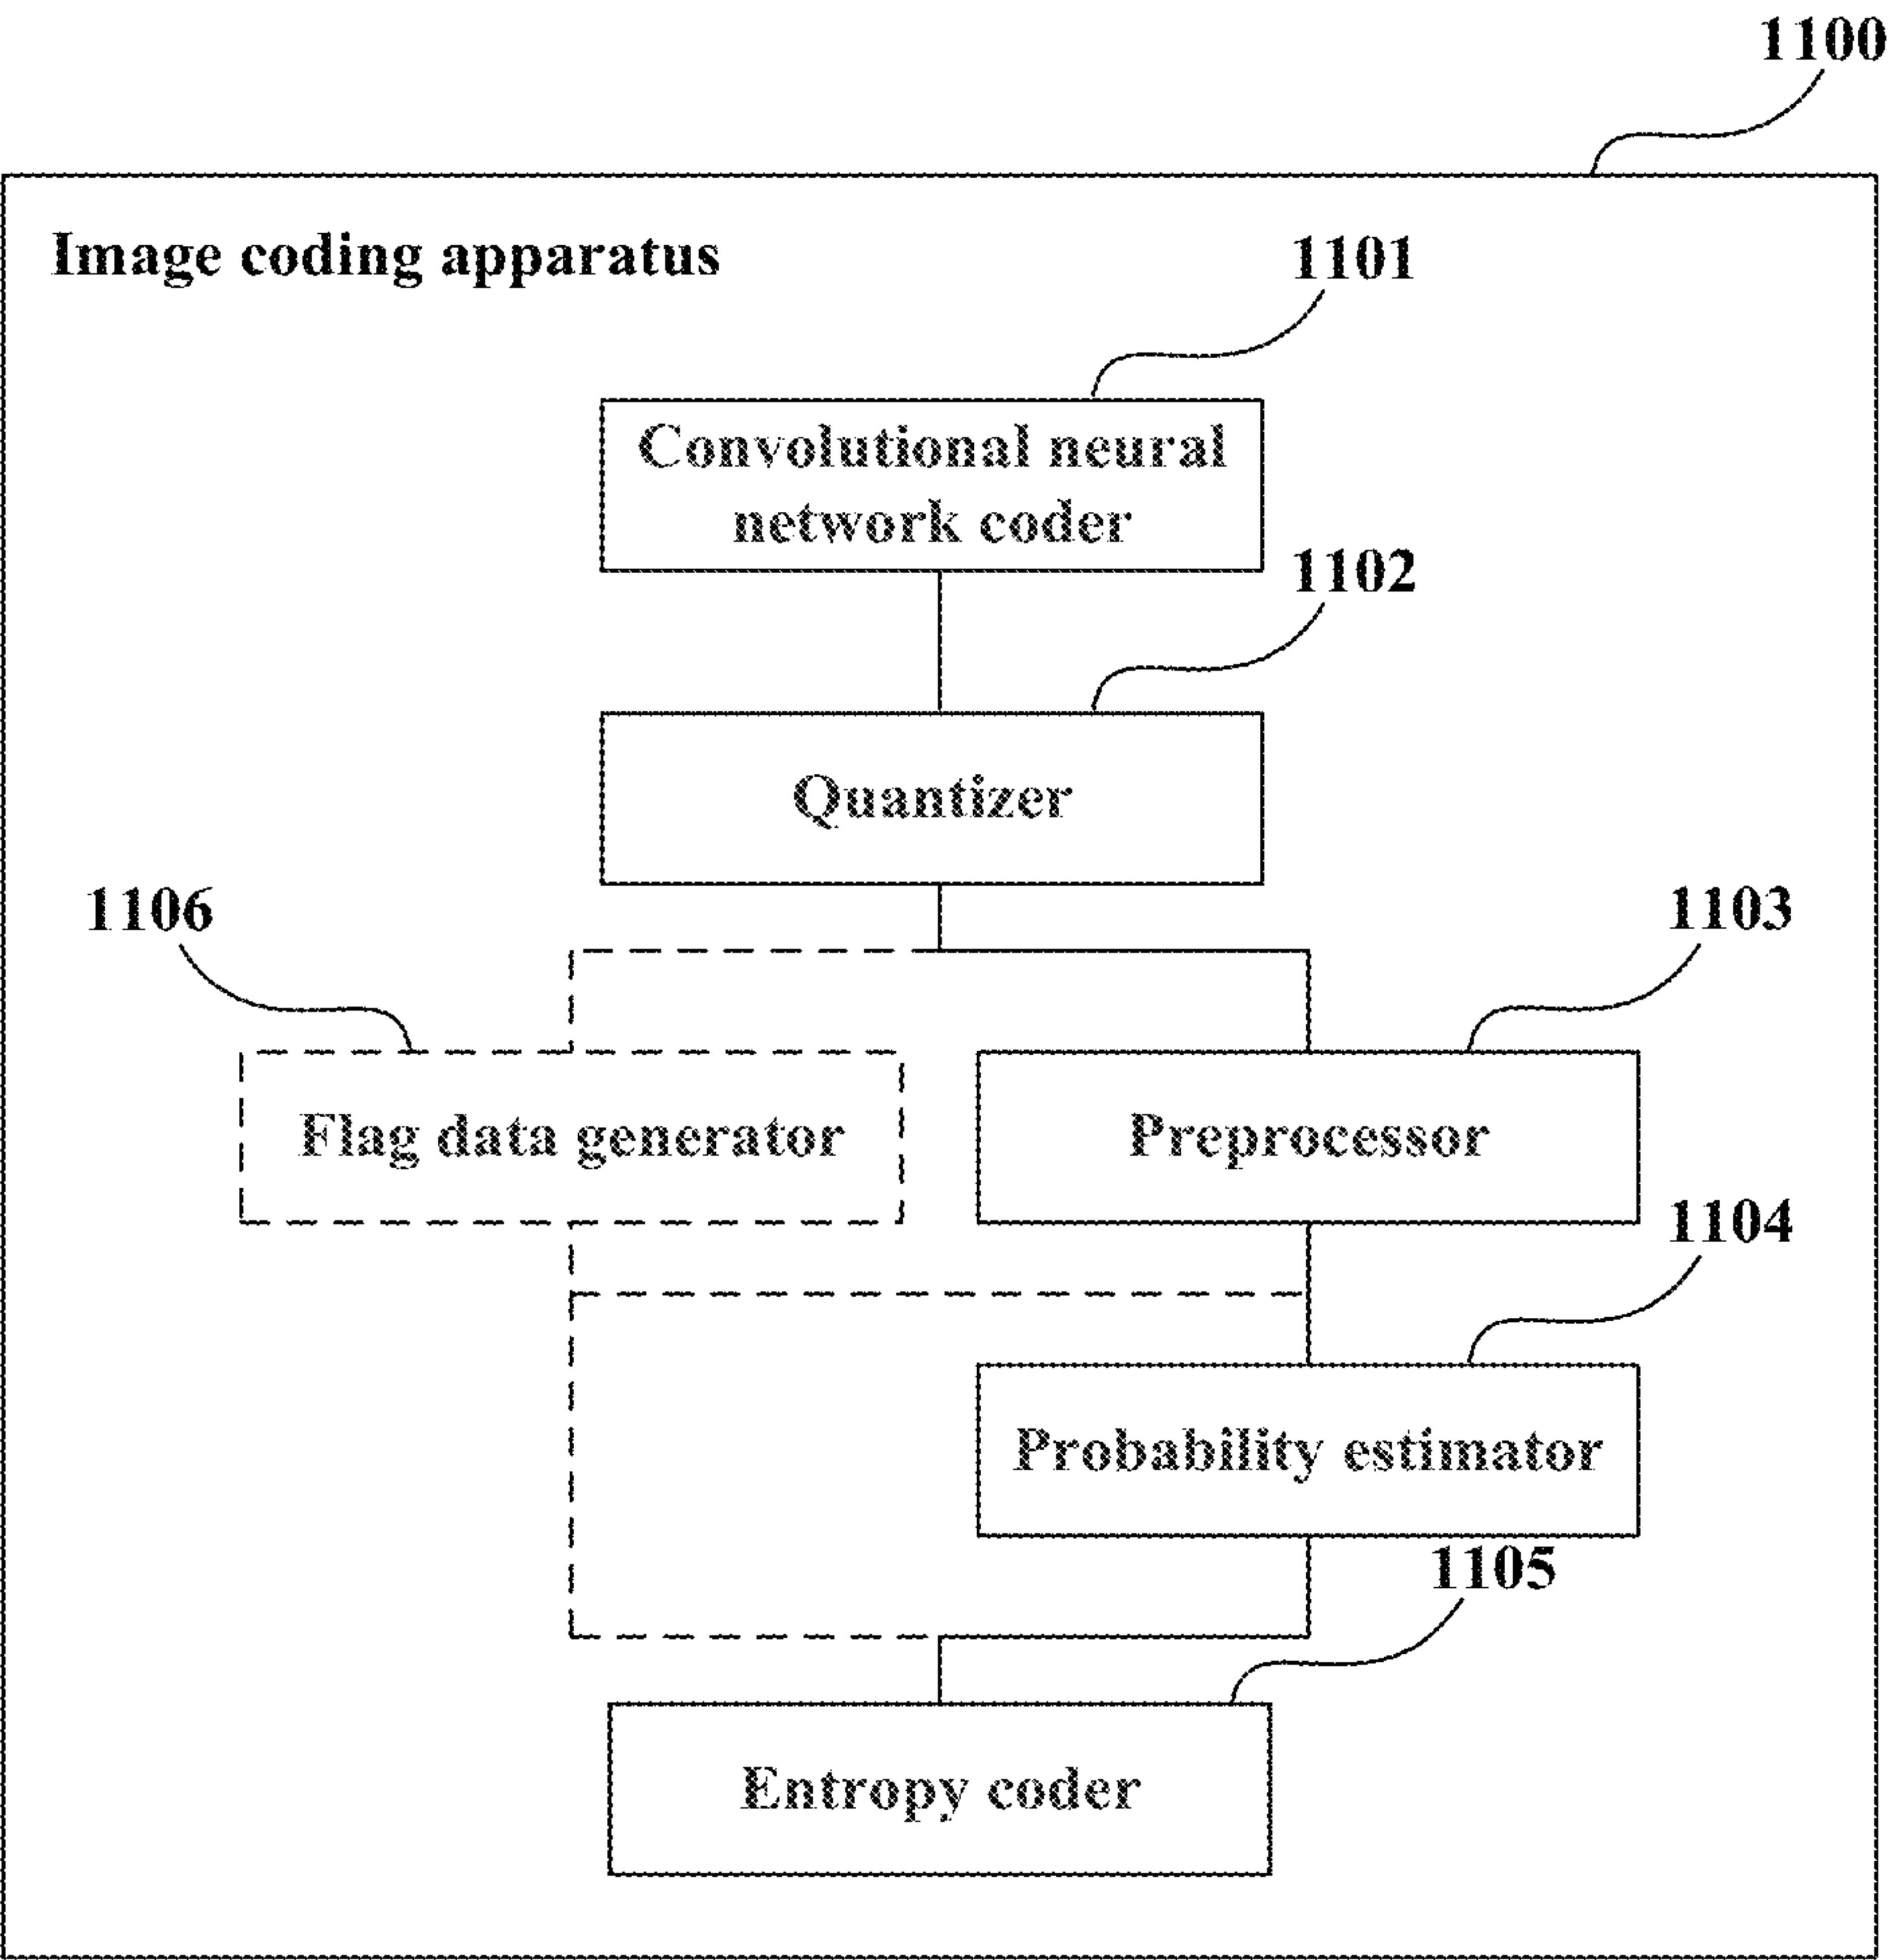 1100
Image coding apparatus
1101
Convolutional neural
network coder
1102
Quantizer
1106
1103
Flag data generator
Preprocessor
1104
Probability estimator
1105
Entropy coder